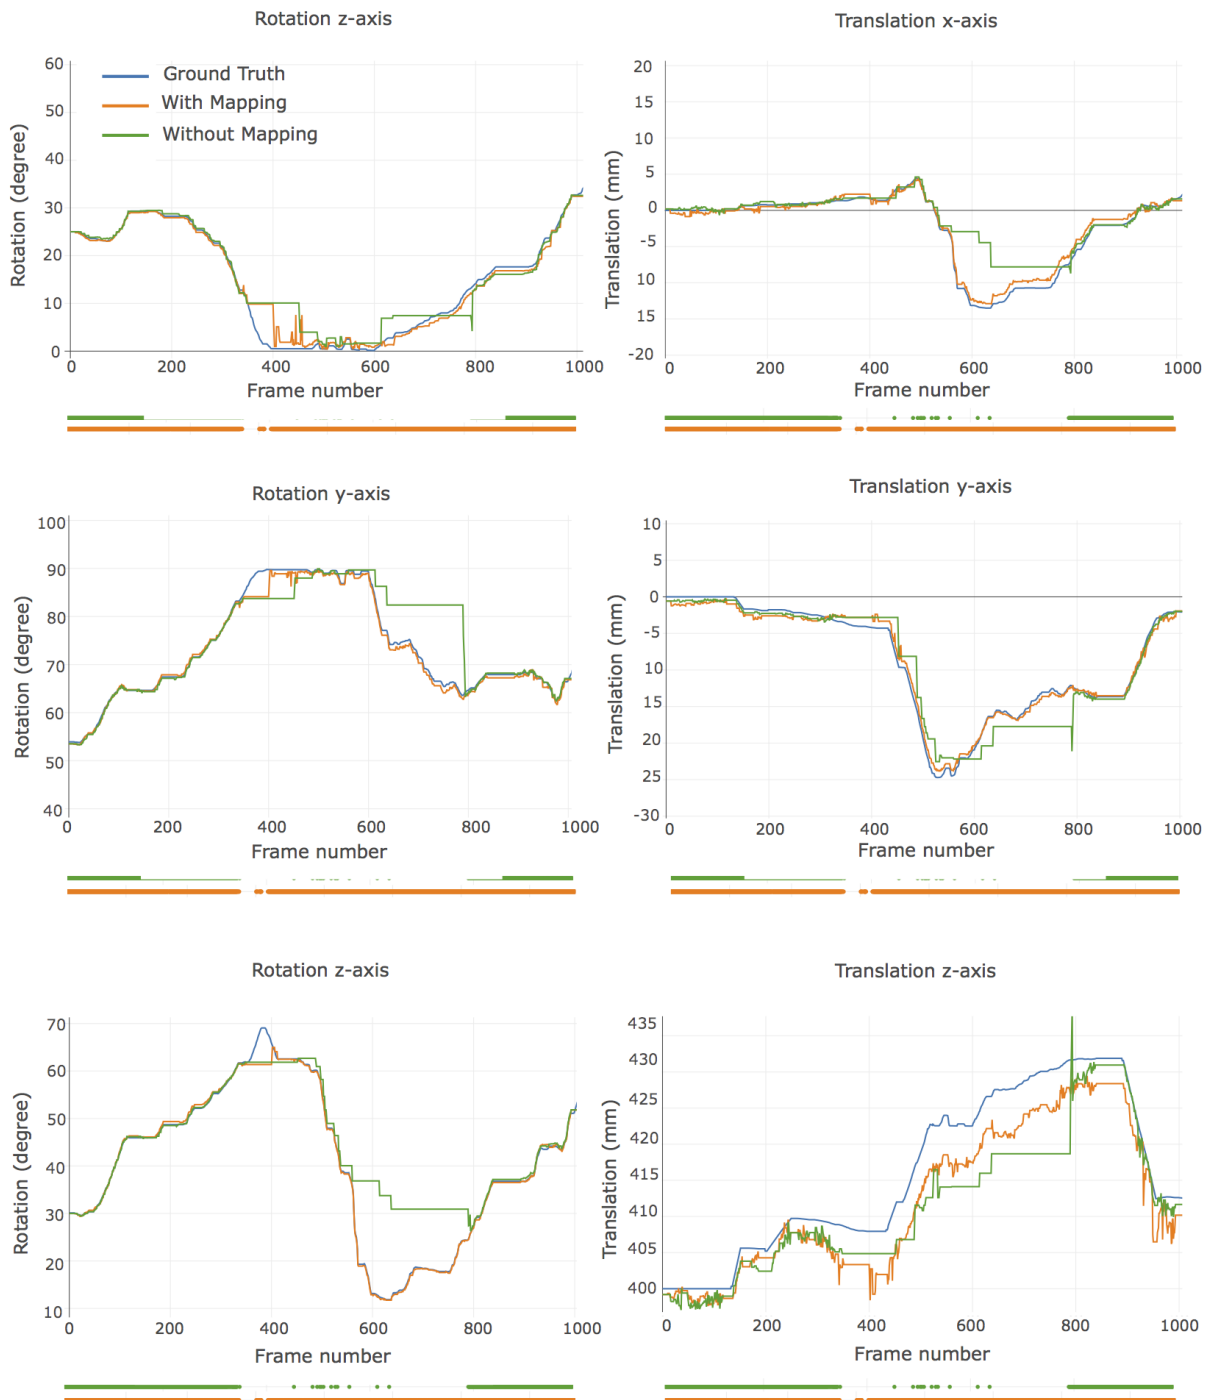 Rotation z-axis
60
50
40
30
20
10
0
Rotation (degree)
Ground Truth
With Mapping
Without Mapping
0 200 400 600 800 1000
Frame number
Translation x-axis
20
15
10
5
0
-5
10
15
-20
Translation (mm)
0 200 400 600 800 1000
Frame number
Rotation y-axis
100
90
80
70
60
50
40
Rotation (degree)
0 200 400 600 800 1000
Frame number
Translation y-axis
10
5
0
-5
10
15
20
25
-30
Translation (mm)
0 200 400 600 800 1000
Frame number
Rotation z-axis
70
60
50
40
30
20
10
Rotation (degree)
0 200 400 600 800 1000
Frame number
Translation z-axis
435
430
425
420
415
410
405
400
Translation (mm)
0 200 400 600 800 1000
Frame number